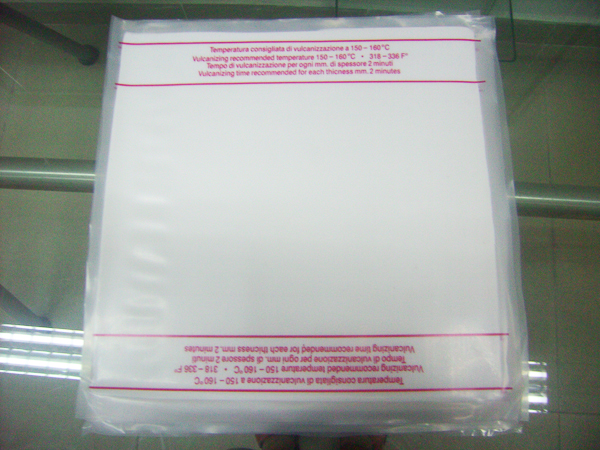 Temperatura consigliata di vulcanizzazione a 150 – 160°C
Vulcanizing recommended temperature 150 – 160°C • 318 – 336 F°
Tempo di vulcanizzazione per ogni mm. di spessore 2 minuti
Vulcanizing time recommended for each thicness mm. 2 minutes
Temperatura consigliata di vulcanizzazione a 150 – 160°C
Vulcanizing recommended temperature 150 – 160°C • 318 336 F°
Tempo di vulcanizzazione per ogni mm. di spessore 2 minuti
Vulcanizing time recommended for each thicness mm. 2 minutes